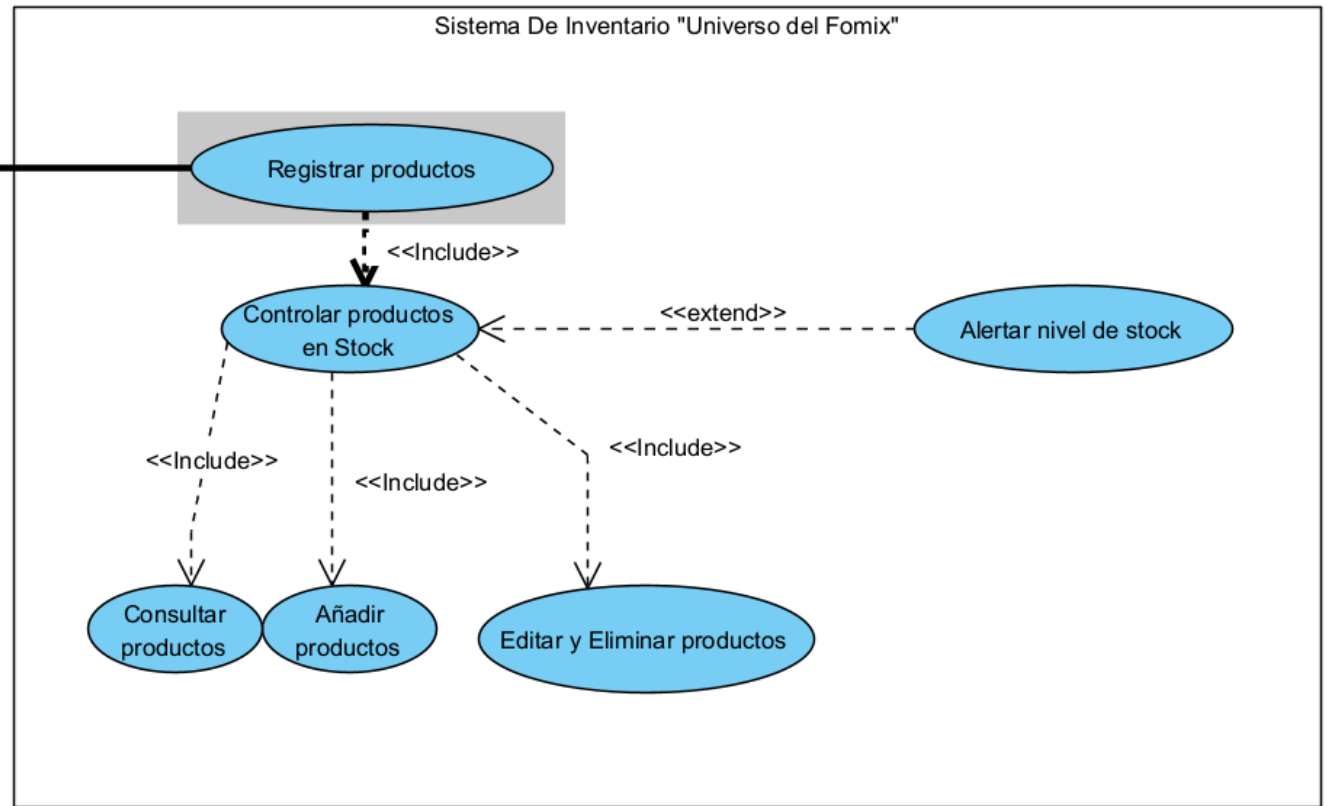 Sistema De Inventario "Universo del Fomix"
Registrar productos
<<Include>>
Controlar productos
en Stock
<<extend>>
Alertar nivel de stock
<<Include>>
<<Include>>
<<Include>>
Consultar
productos
Añadir
productos
Editar y Eliminar productos